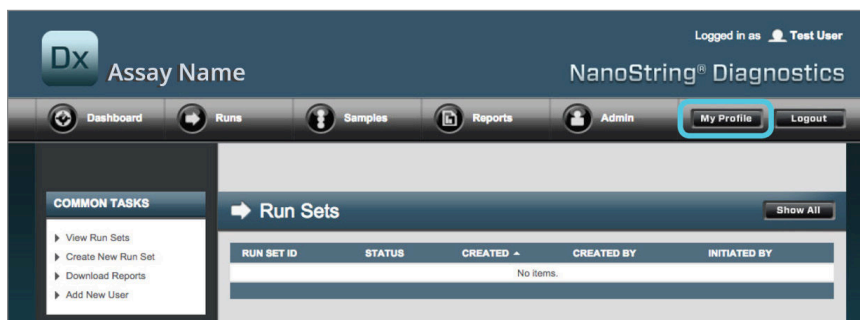 Logged in as Test User
Dx Assay Name
NanoString® Diagnostics
Dashboard Runs Samples Reports Admin My Profile Logout
COMMON TASKS
View Run Sets
Create New Run Set
Download Reports
Add New User
Run Sets Show All
RUN SET ID STATUS CREATED CREATED BY INITIATED BY
No items.